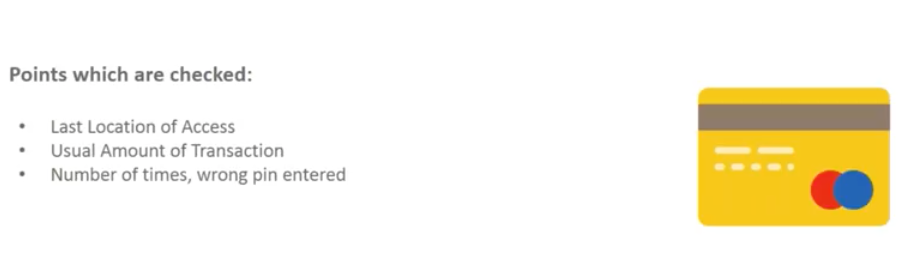 Points which are checked:
• Last Location of Access
• Usual Amount of Transaction
• Number of times, wrong pin entered